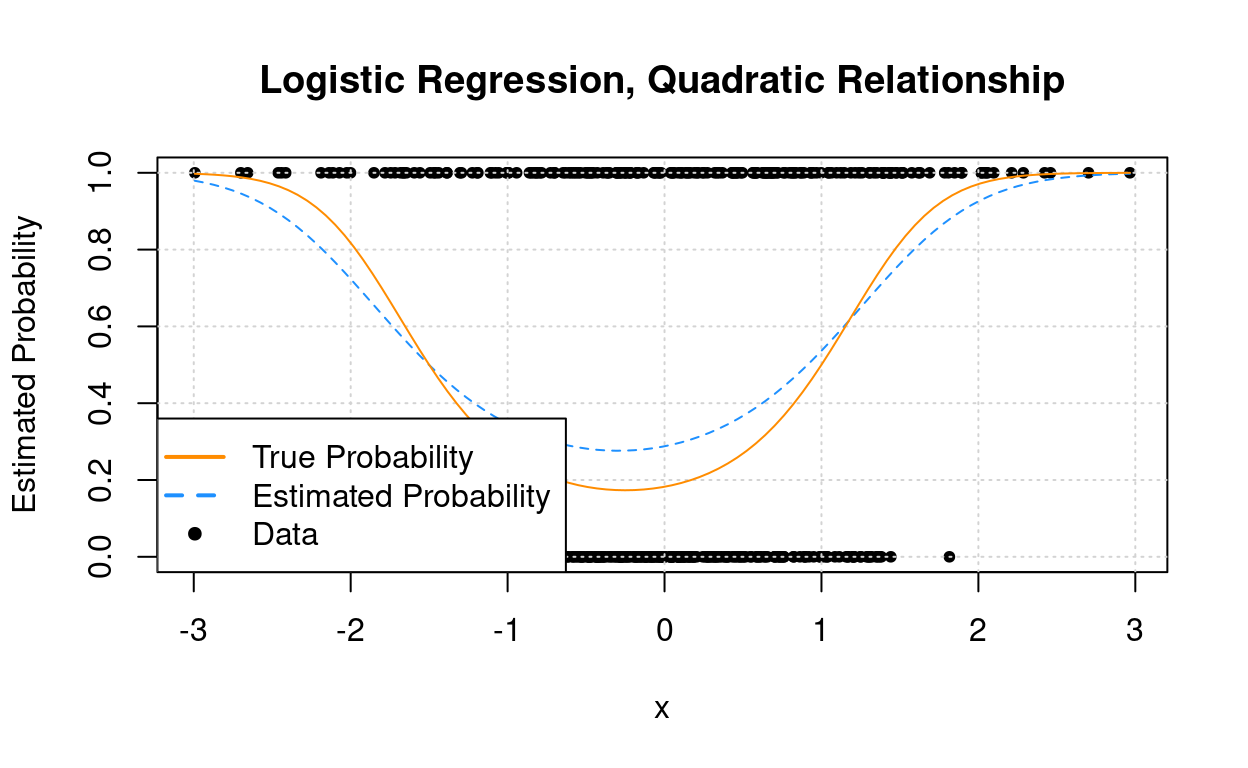 Logistic Regression, Quadratic Relationship
Estimated Probability
1.0
0.8
0.6
0.4
0.2
0.0
True Probability
Estimated Probability
Data
-3 -2 -1 0 1 2 3
x